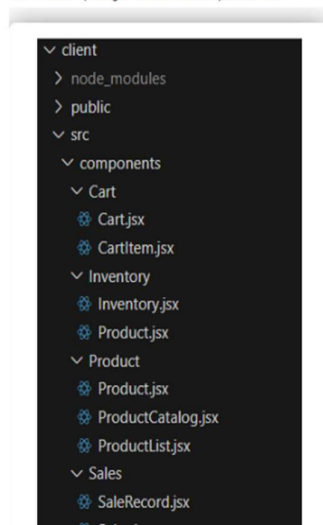 client
node_modules
public
src
components
Cart
Cart.jsx
CartItem.jsx
Inventory
Inventory.jsx
Product.jsx
Product
Product.jsx
ProductCatalog.jsx
ProductList.jsx
Sales
SaleRecord.jsx